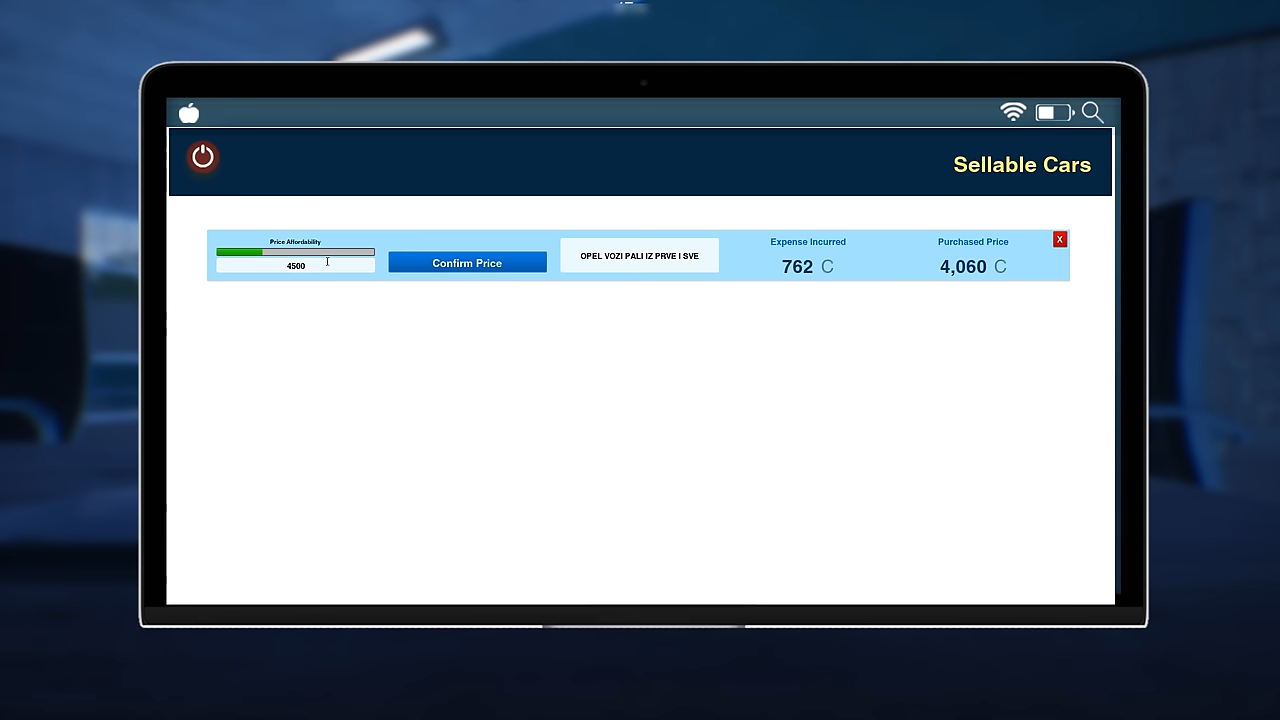 Sellable Cars
Price Affordability
4500
Confirm Price
OPEL VOZI PALI IZ PRVE I SVE
Expense Incurred
762 C
Purchased Price
4,060 C
X